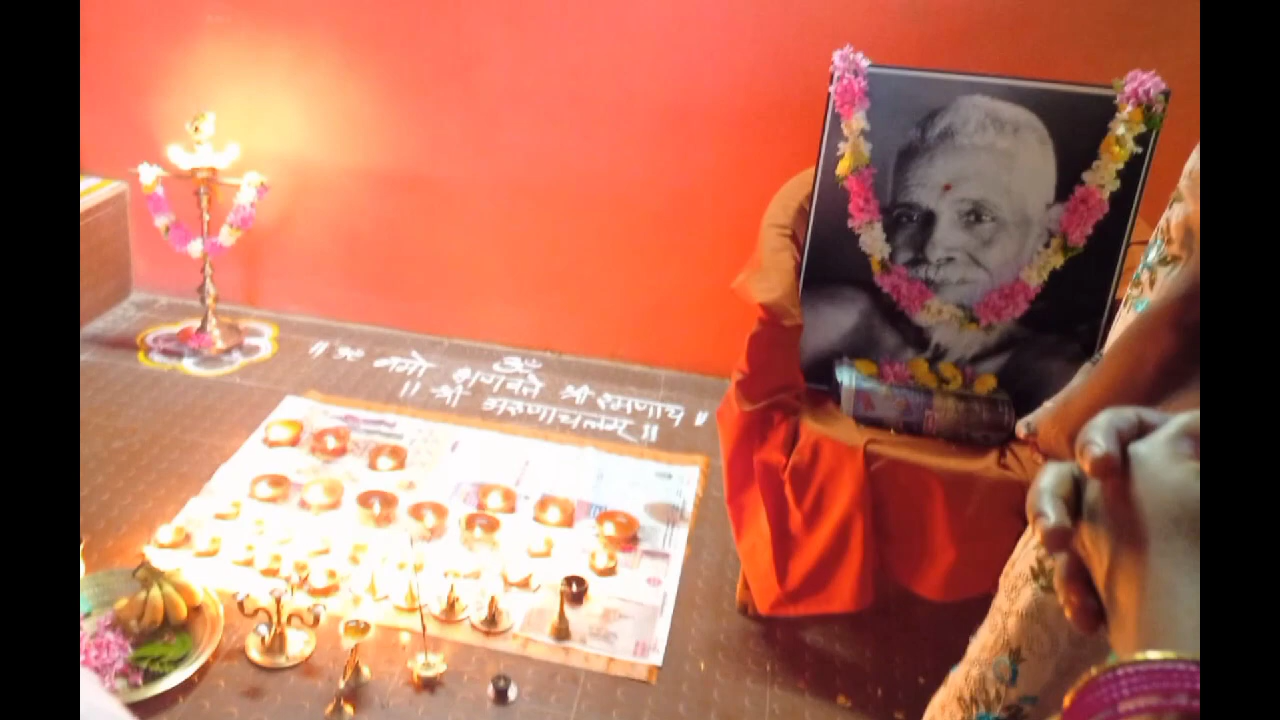 ॐ
॥ ॐ नमो भगवते श्री रमणाय ॥
॥ श्री अरुणाचलम् ॥